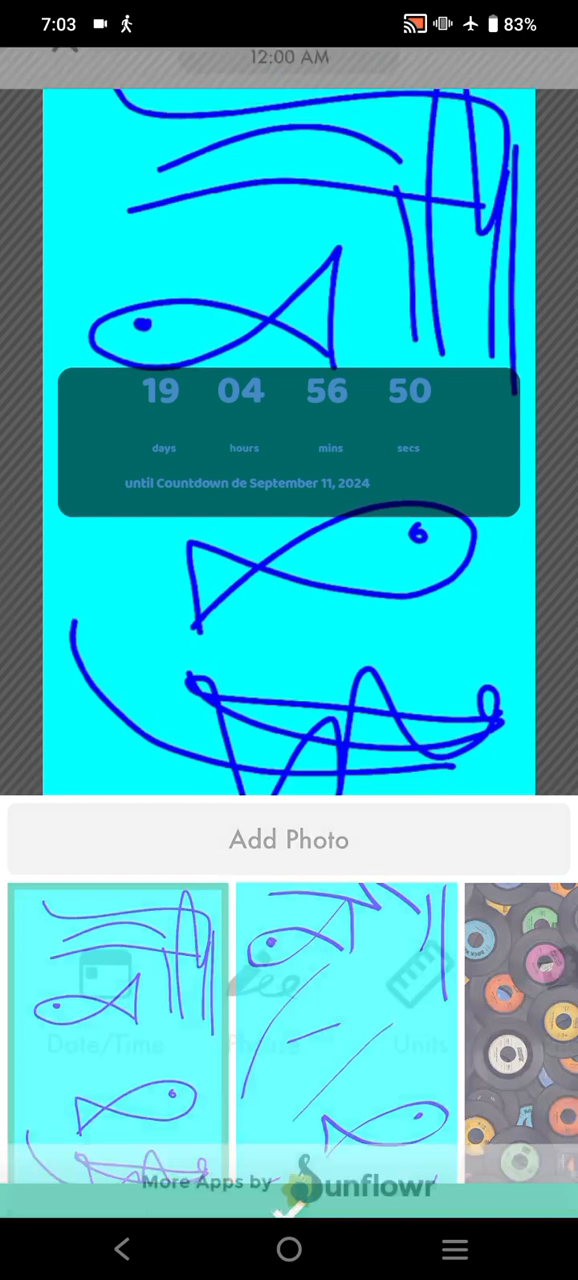 7:03 83%
12:00 AM
19 04 56 50
days hours mins secs
until Countdown de September 11, 2024
Add Photo
Date/Time Phrase Units
More Apps by Sunflowr